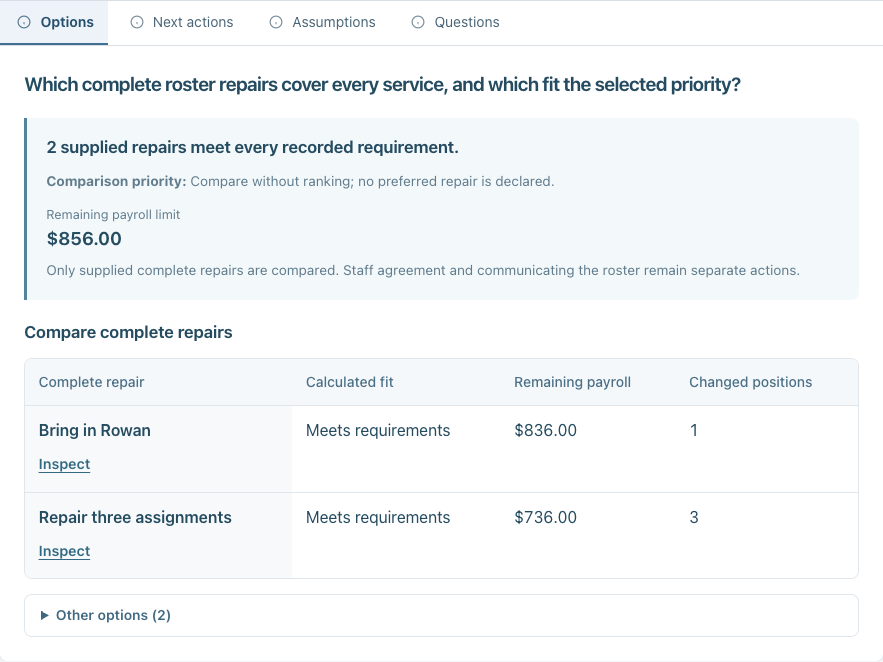 Options
Next actions
Assumptions
Questions
Which complete roster repairs cover every service, and which fit the selected priority?
2 supplied repairs meet every recorded requirement.
Comparison priority: Compare without ranking; no preferred repair is declared.
Remaining payroll limit
$856.00
Only supplied complete repairs are compared. Staff agreement and communicating the roster remain separate actions.
Compare complete repairs
Complete repair Calculated fit Remaining payroll Changed positions
Bring in Rowan Meets requirements $836.00 1
Inspect
Repair three assignments Meets requirements $736.00 3
Inspect
Other options (2)